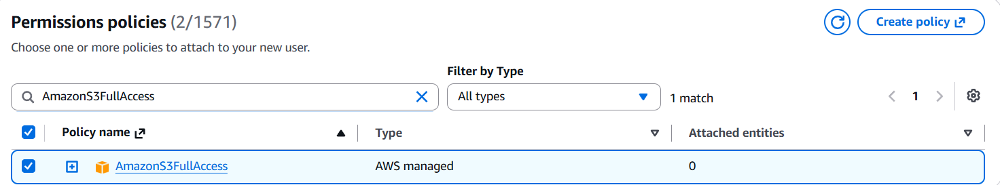 Permissions policies (2/1571)
Create policy
Choose one or more policies to attach to your new user.
Filter by Type
AmazonS3FullAccess
All types
1 match
1
Policy name
Type
Attached entities
AmazonS3FullAccess
AWS managed
0